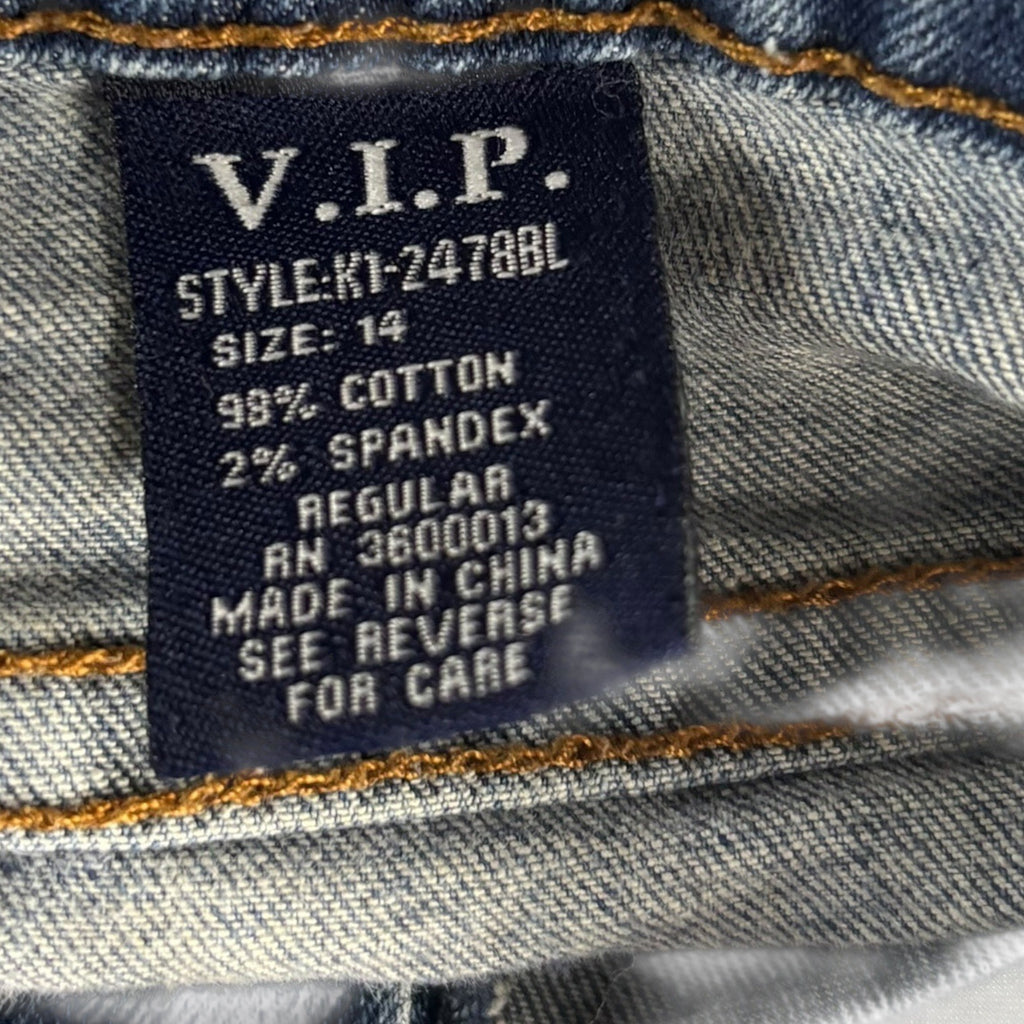 V.I.P.
STYLE:K1-2478BL
SIZE: 14
98% COTTON
2% SPANDEX
REGULAR
RN 3600013
MADE IN CHINA
SEE REVERSE
FOR CARE